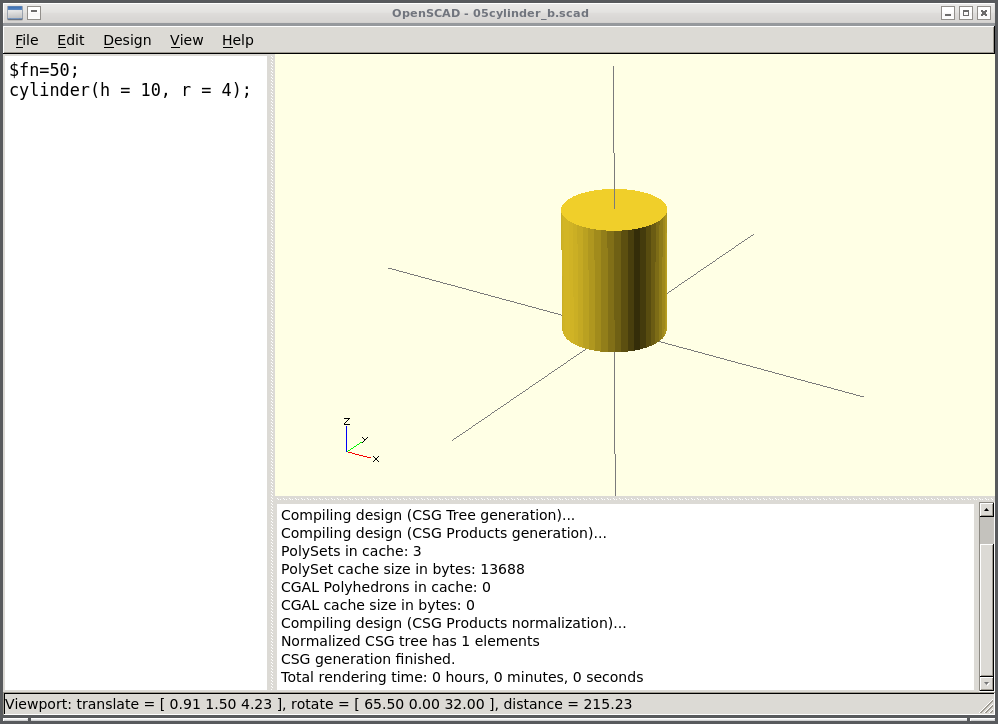 OpenSCAD - 05cylinder_b.scad
File Edit Design View Help
$fn=50;
cylinder(h = 10, r = 4);
Z
Y
X
Compiling design (CSG Tree generation)...
Compiling design (CSG Products generation)...
PolySets in cache: 3
PolySet cache size in bytes: 13688
CGAL Polyhedrons in cache: 0
CGAL cache size in bytes: 0
Compiling design (CSG Products normalization)...
Normalized CSG tree has 1 elements
CSG generation finished.
Total rendering time: 0 hours, 0 minutes, 0 seconds
Viewport: translate = [ 0.91 1.50 4.23 ], rotate = [ 65.50 0.00 32.00 ], distance = 215.23